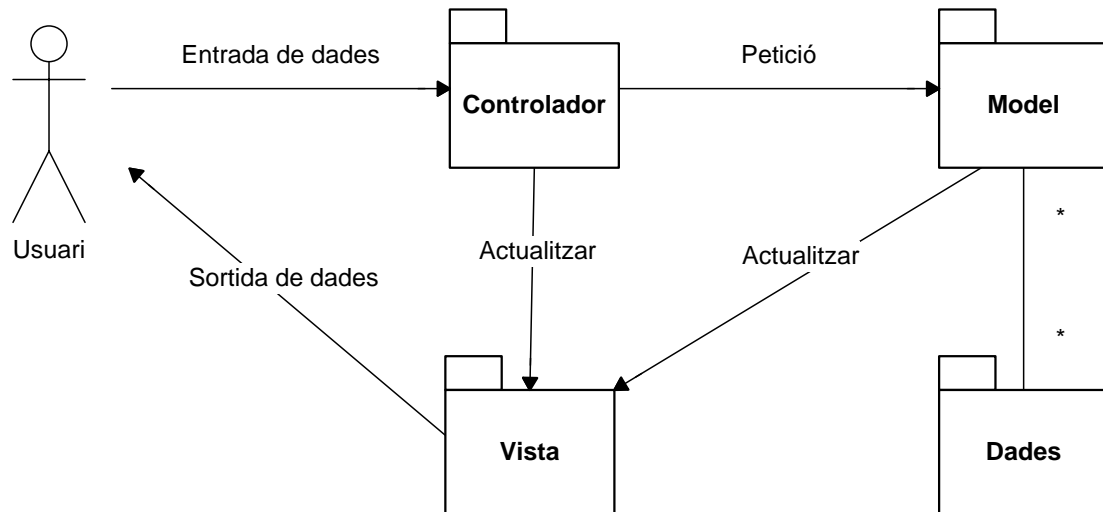 Entrada de dades
Petició
Controlador
Model
*
Usuari
Actualitzar
Actualitzar
Sortida de dades
*
Vista
Dades